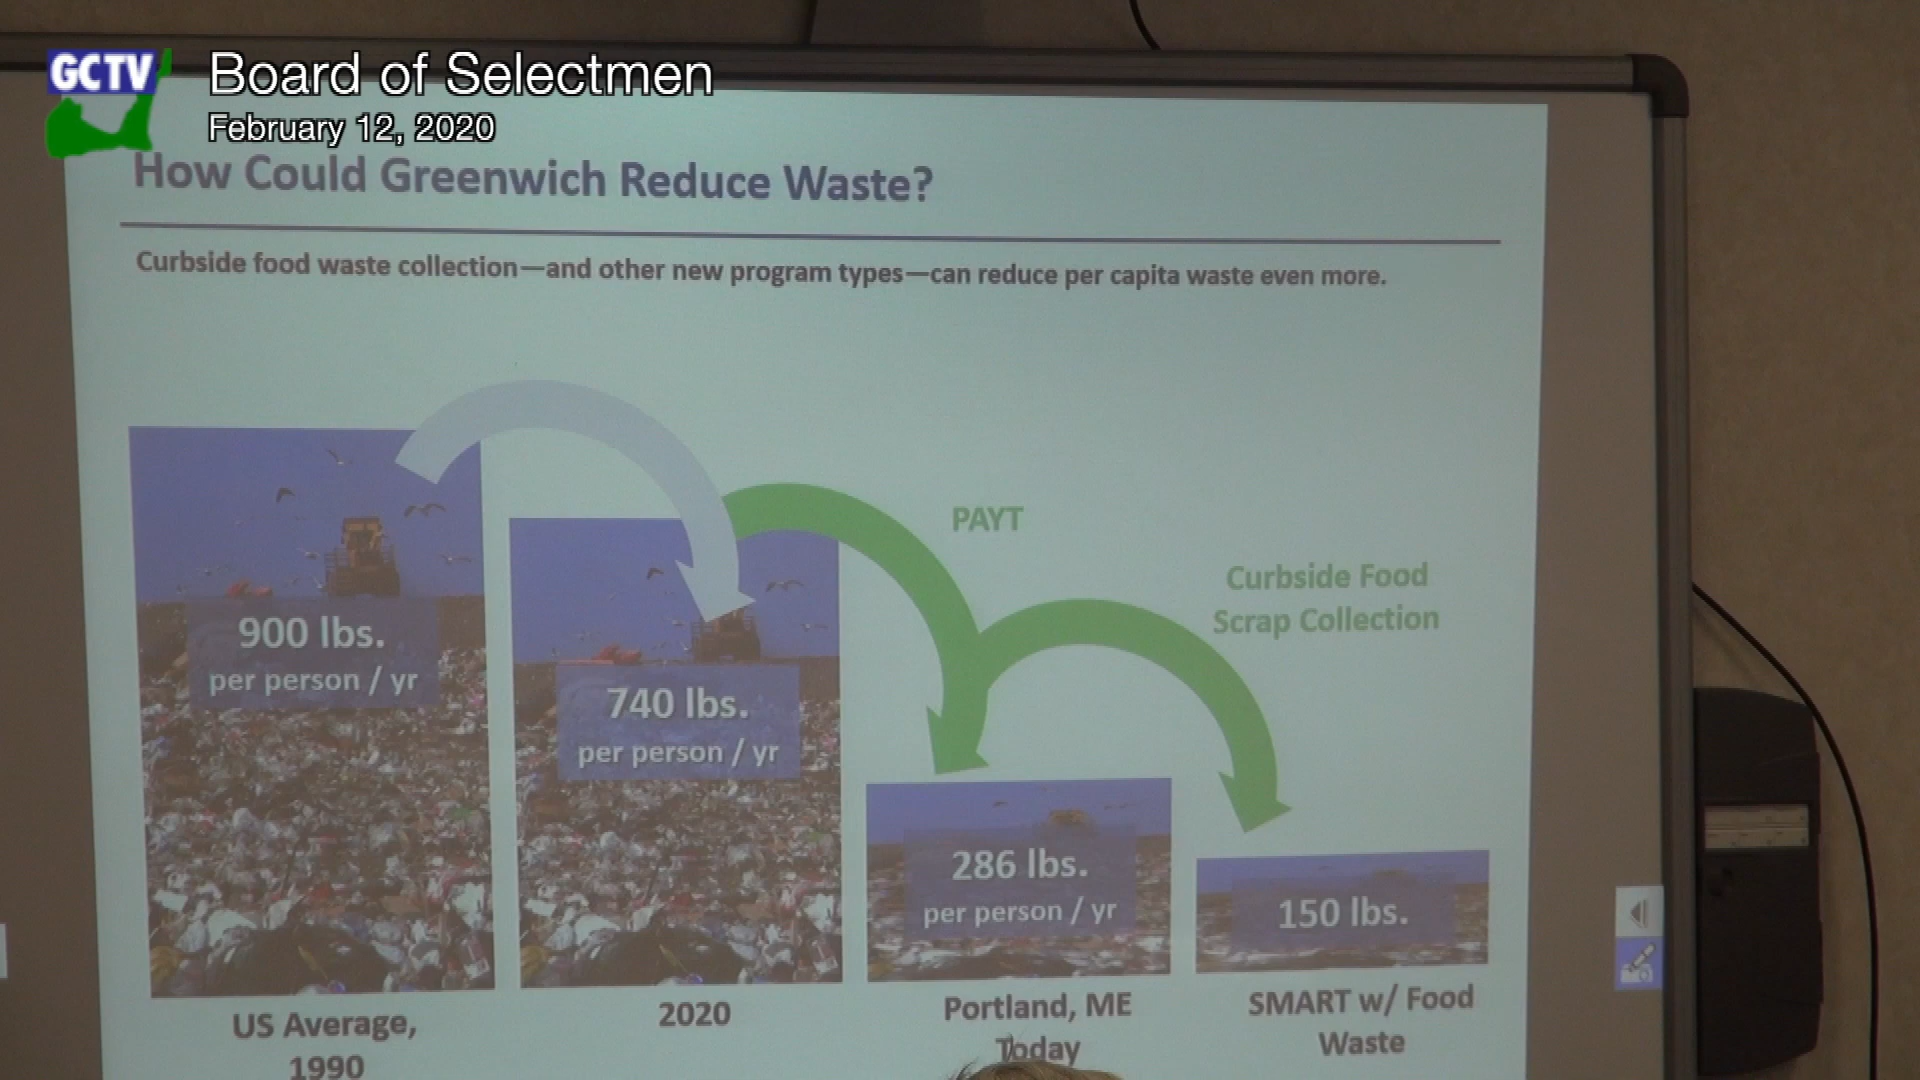 GCTV
Board of Selectmen
February 12, 2020
How Could Greenwich Reduce Waste?
Curbside food waste collection—and other new program types—can reduce per capita waste even more.
PAYT
Curbside Food
Scrap Collection
900 lbs.
per person / yr
740 lbs.
per person / yr
286 lbs.
per person / yr
150 lbs.
US Average,
1990
2020
Portland, ME
Today
SMART w/ Food
Waste